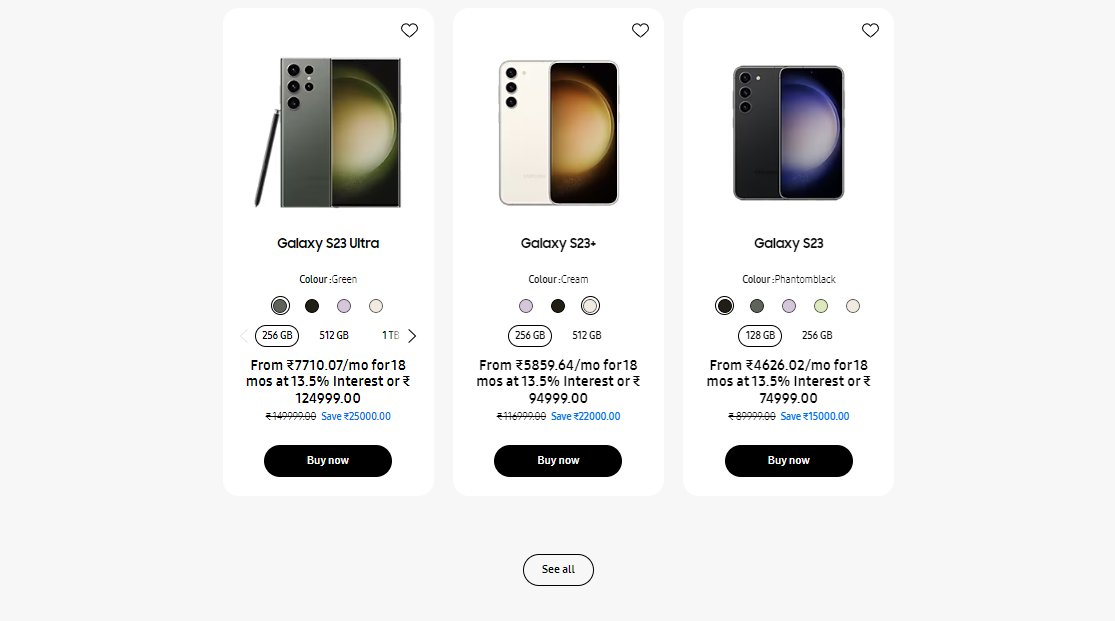 Galaxy S23 Ultra
Colour : Green
256 GB 512 GB 1 TB
From ₹7710.07/mo for 18
mos at 13.5% Interest or ₹
124999.00
₹ 149999.00 Save ₹25000.00
Buy now
Galaxy S23+
Colour : Cream
256 GB 512 GB
From ₹5859.64/mo for 18
mos at 13.5% Interest or ₹
94999.00
₹ 116999.00 Save ₹22000.00
Buy now
Galaxy S23
Colour : Phantomblack
128 GB 256 GB
From ₹4626.02/mo for 18
mos at 13.5% Interest or ₹
74999.00
₹ 89999.00 Save ₹15000.00
Buy now
See all